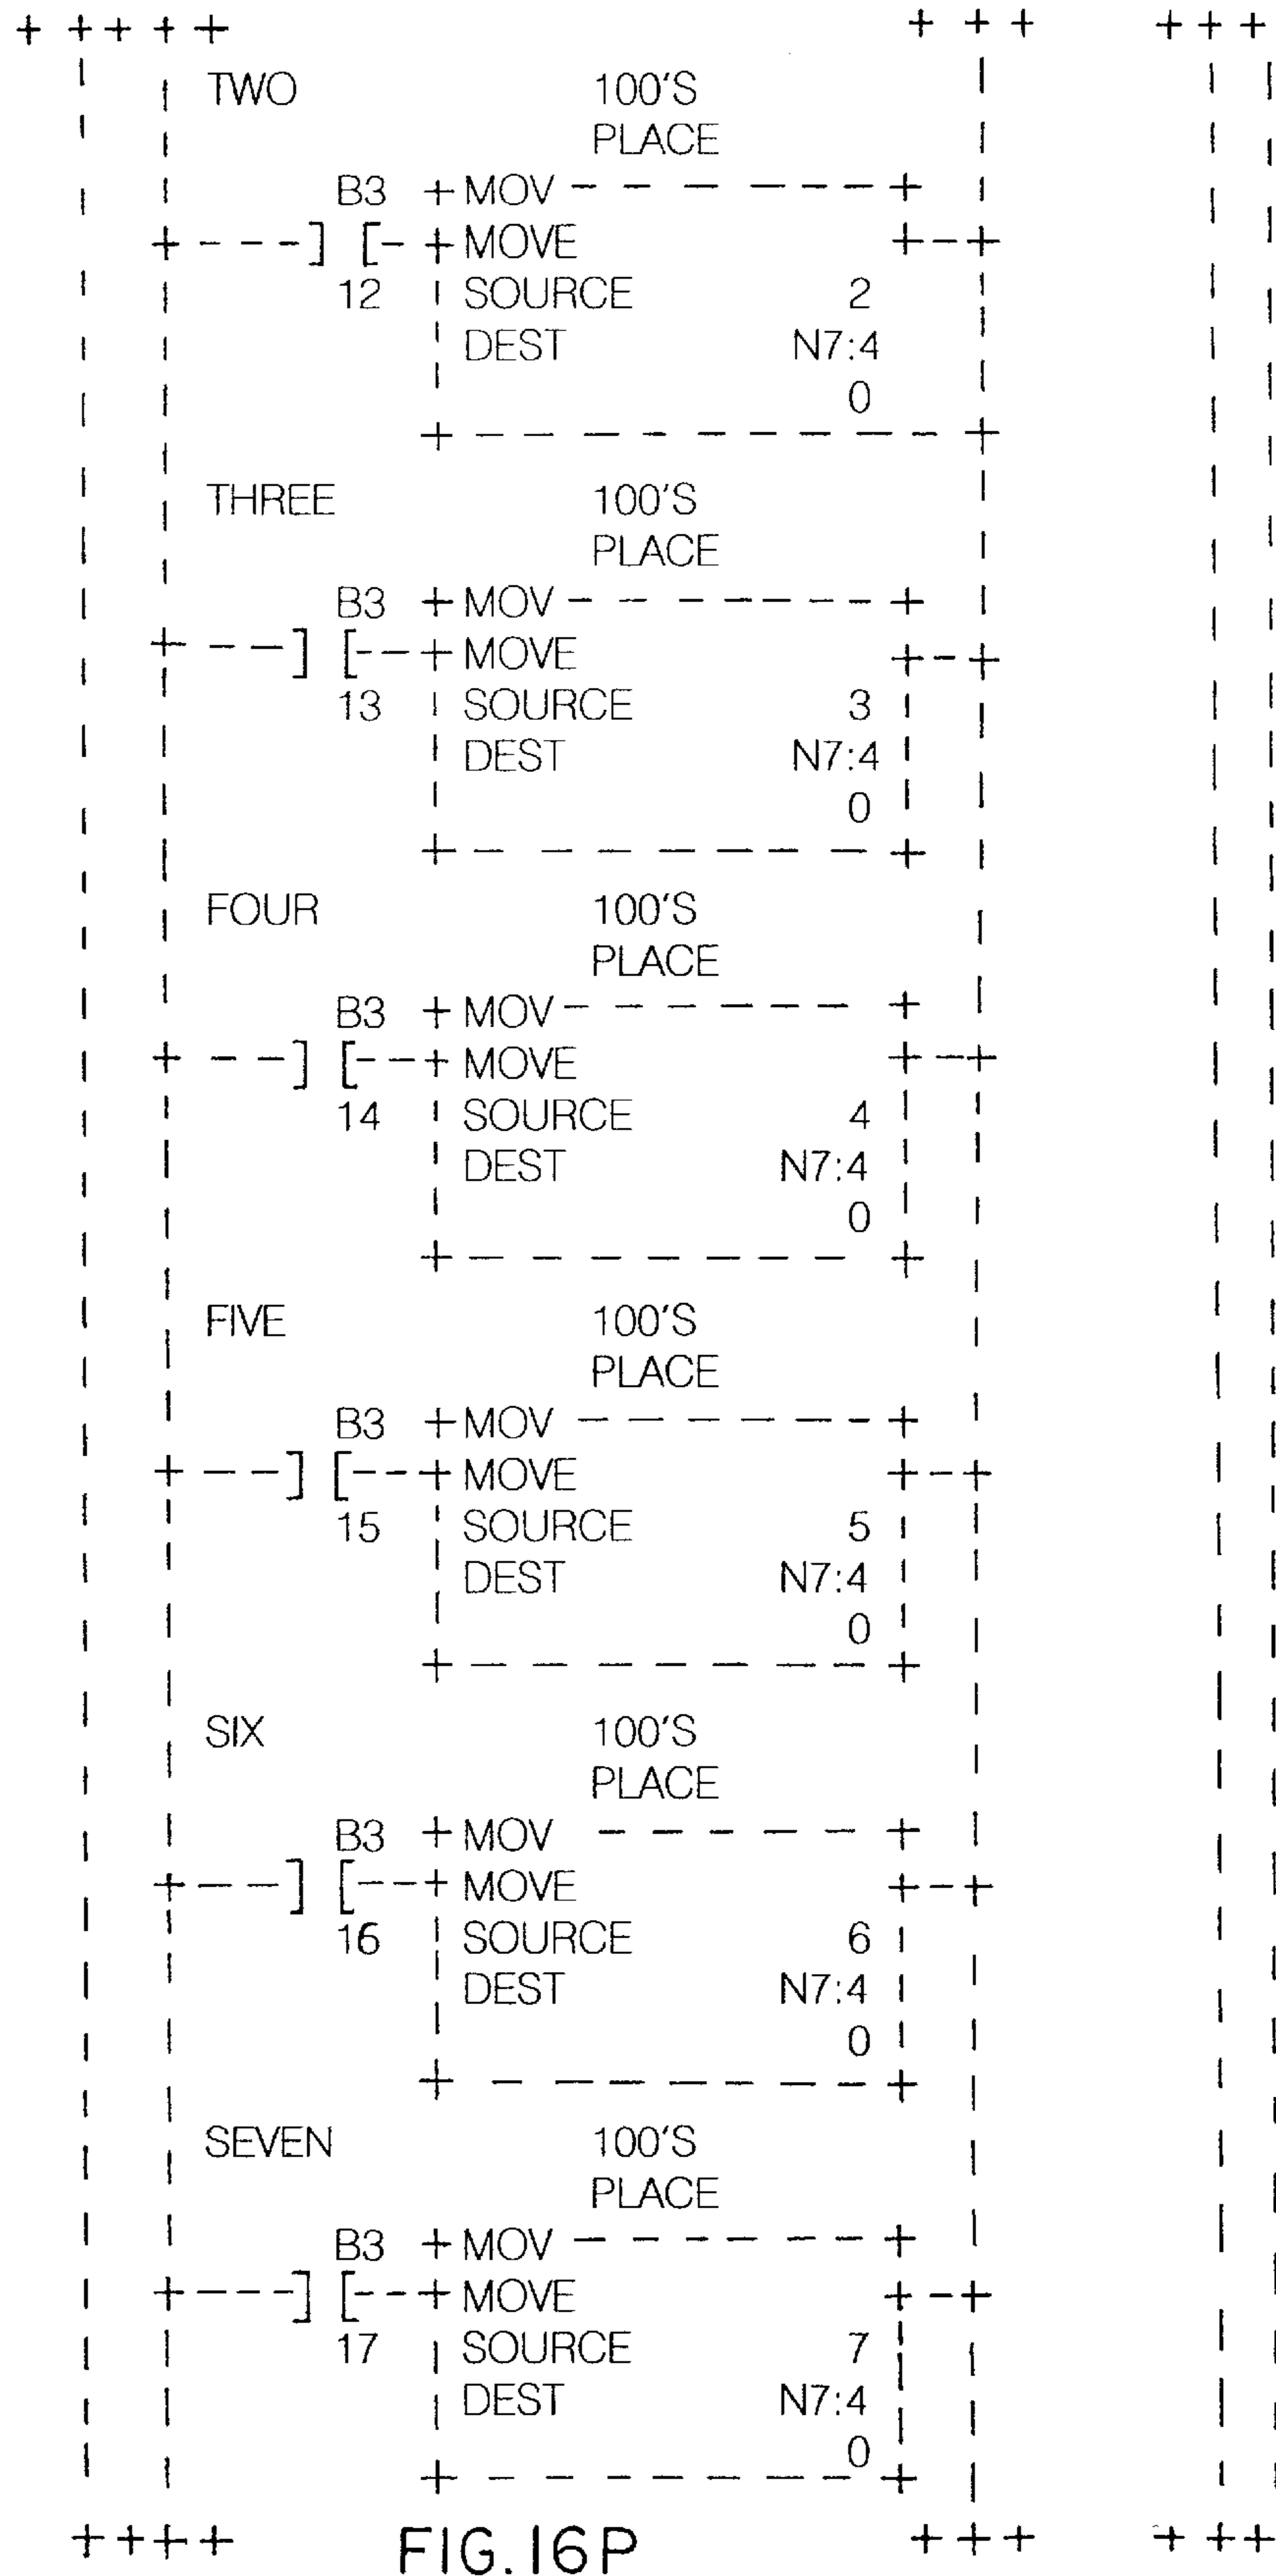 TWO 100'S
PLACE
B3 MOV
] [ MOVE
12 SOURCE 2
DEST N7:4
0
THREE 100'S
PLACE
B3 MOV
] [ MOVE
13 SOURCE 3
DEST N7:4
0
FOUR 100'S
PLACE
B3 MOV
] [ MOVE
14 SOURCE 4
DEST N7:4
0
FIVE 100'S
PLACE
B3 MOV
] [ MOVE
15 SOURCE 5
DEST N7:4
0
SIX 100'S
PLACE
B3 MOV
] [ MOVE
16 SOURCE 6
DEST N7:4
0
SEVEN 100'S
PLACE
B3 MOV
] [ MOVE
17 SOURCE 7
DEST N7:4
0
FIG.16P